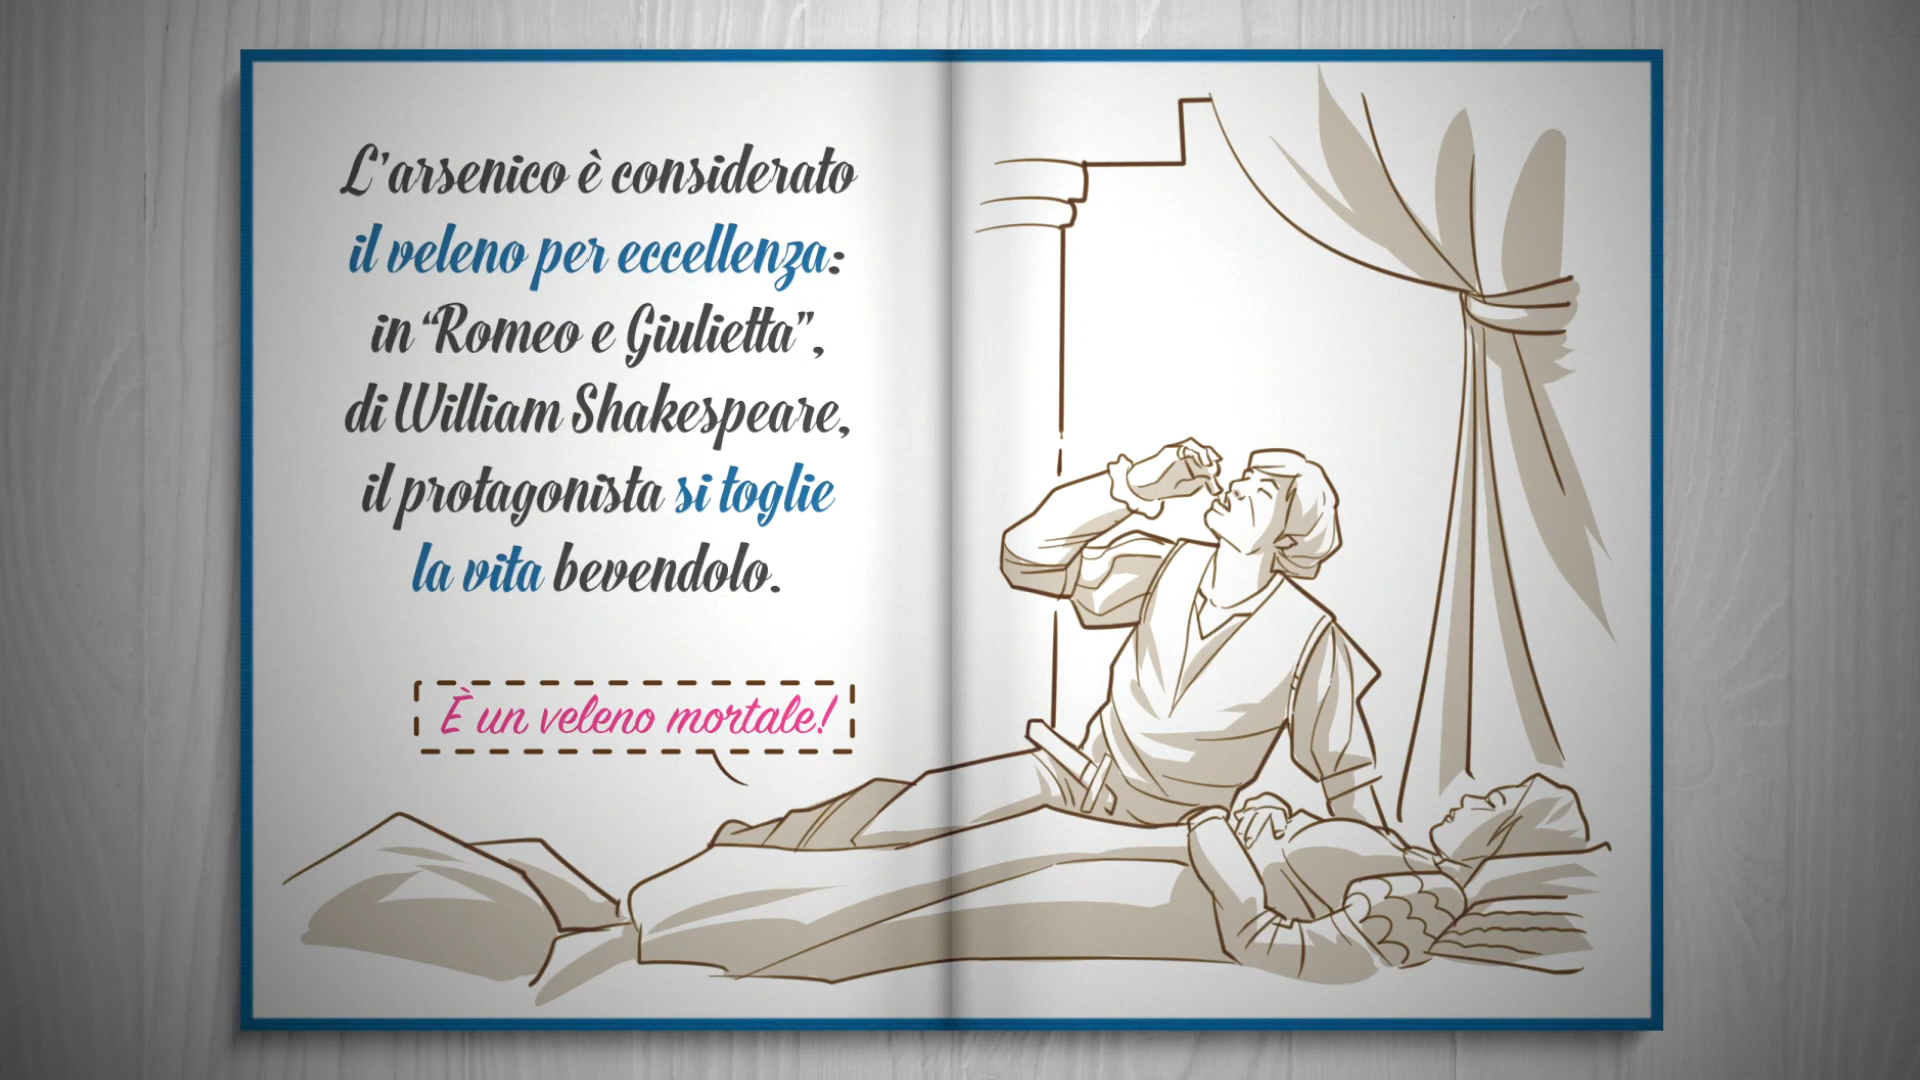 L'arsenico è considerato
il veleno per eccellenza:
in “Romeo e Giulietta”,
di William Shakespeare,
il protagonista si toglie
la vita bevendolo.
È un veleno mortale!